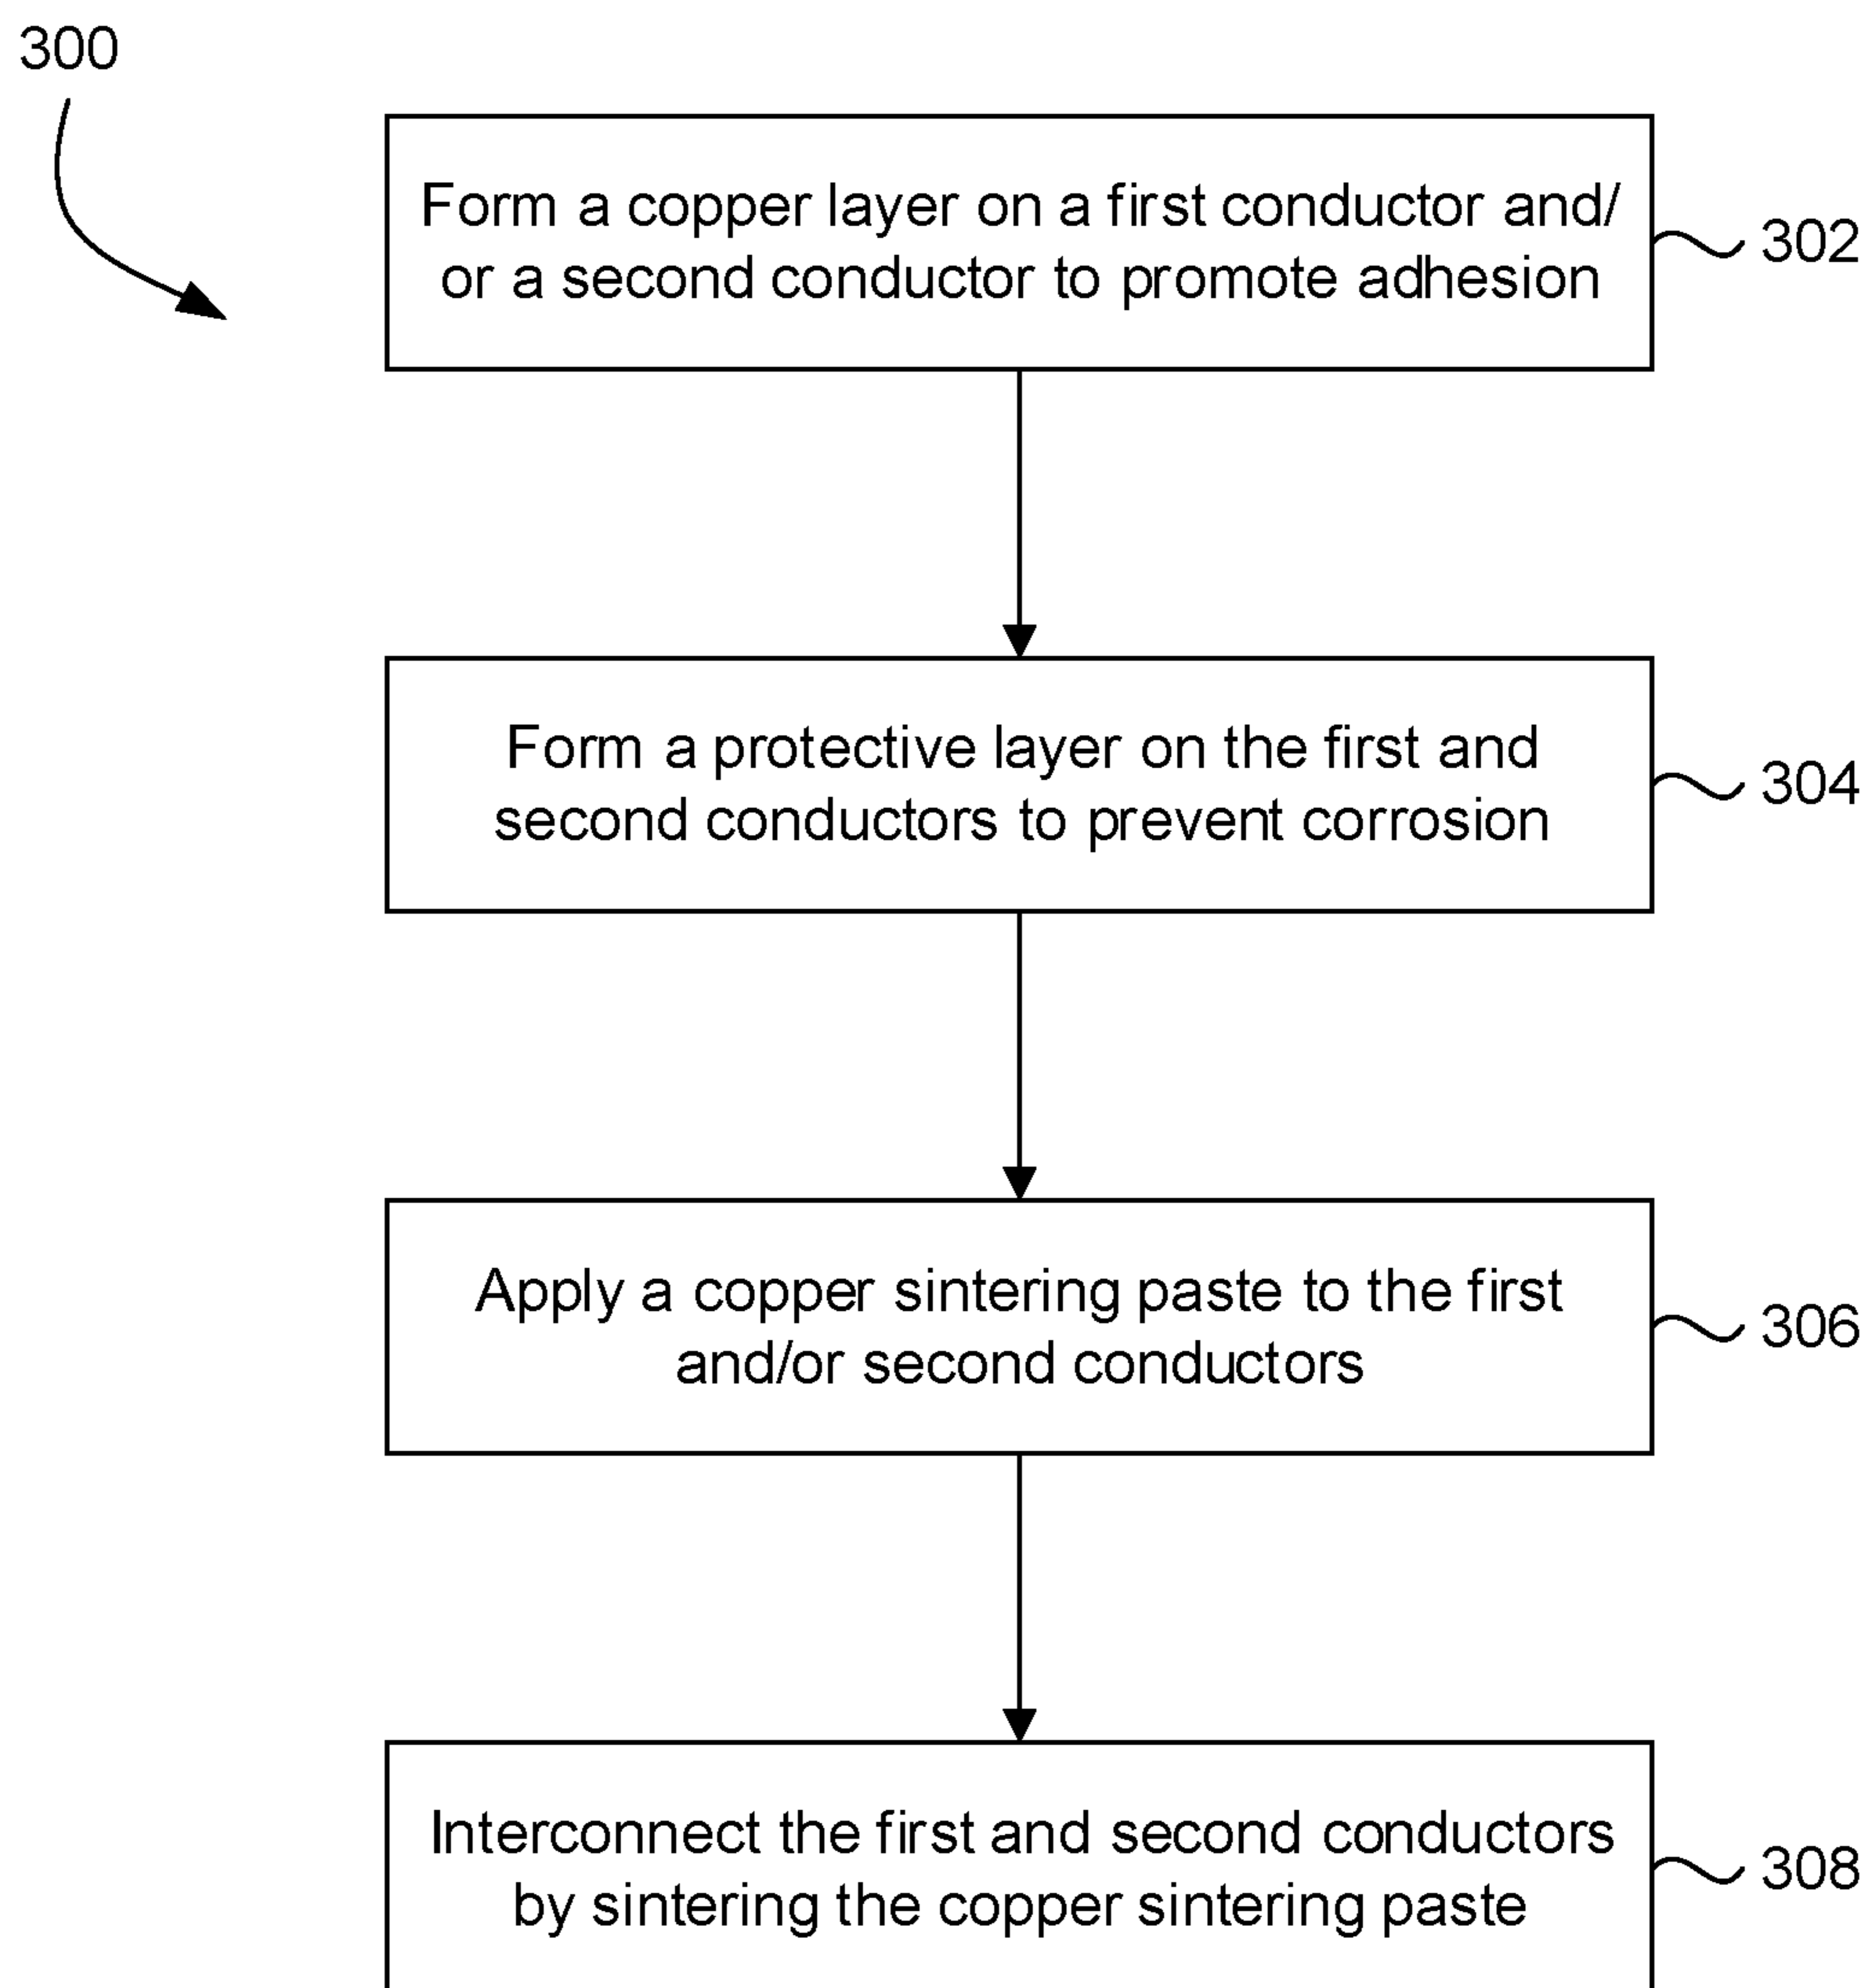 300
Form a copper layer on a first conductor and/
or a second conductor to promote adhesion
302
Form a protective layer on the first and
second conductors to prevent corrosion
304
Apply a copper sintering paste to the first
and/or second conductors
306
Interconnect the first and second conductors
by sintering the copper sintering paste
308